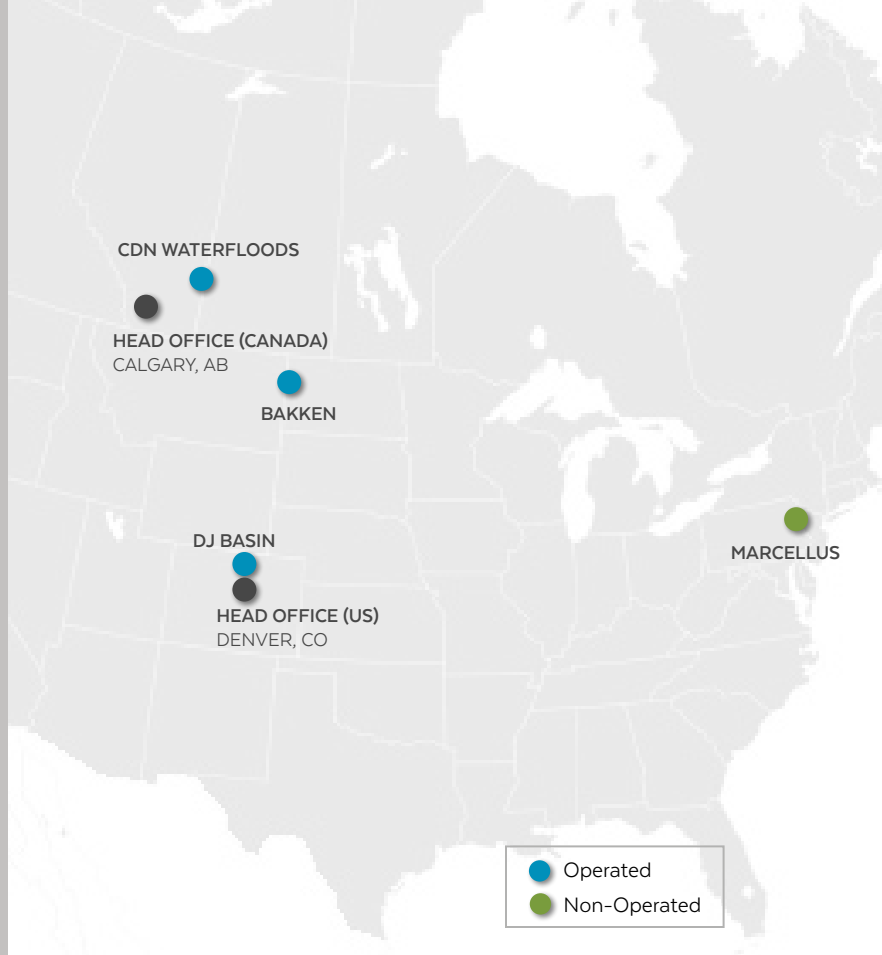 CDN WATERFLOODS
HEAD OFFICE (CANADA)
CALGARY, AB
BAKKEN
DJ BASIN
HEAD OFFICE (US)
DENVER, CO
MARCELLUS
Operated
Non-Operated